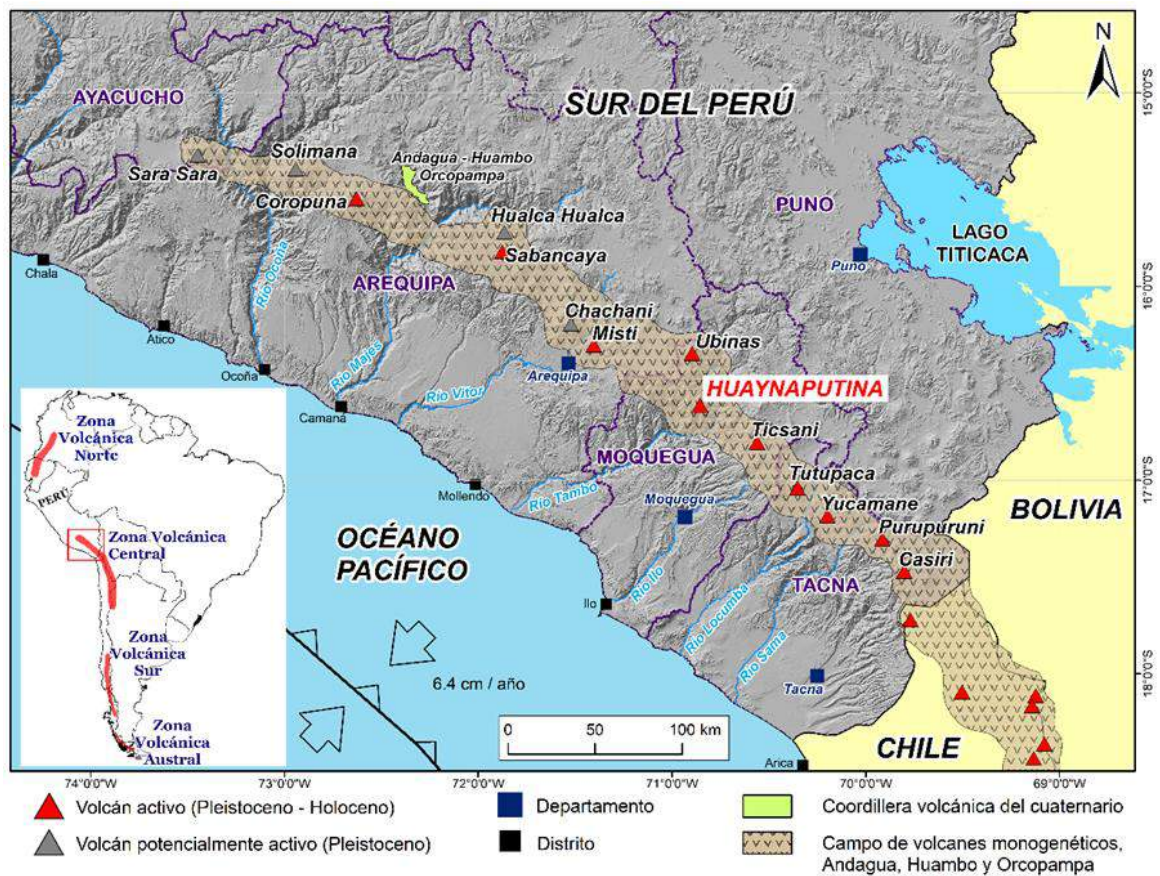 N
AYACUCHO
SUR DEL PERÚ
Solimana
Sara Sara
Andagua - Huambo
Orcopampa
Coropuna
Hualca Hualca
Sabancaya
PUNO
LAGO
TITICACA
Puno
Chala
Río Ocoña
AREQUIPA
Chachani
Misti
Ubinas
Atico
Ocoña
Río Majes
Camaná
Río Vitor
Arequipa
HUAYNAPUTINA
Ticsani
MOQUEGUA
Tutupaca
Yucamane
Purupuruni
Casiri
Mollendo
Río Tambo
Moquegua
BOLIVIA
OCÉANO
PACÍFICO
TACNA
Ilo
Río Ilo
Río Locumba
Río Sama
Tacna
6.4 cm / año
0 50 100 km
Arica
CHILE
Zona
Volcánica
Norte
PERÚ
Zona Volcánica
Central
Zona
Volcánica
Sur
Zona
Volcánica
Austral
15°0'0"S
16°0'0"S
17°0'0"S
18°0'0"S
74°0'0"W 73°0'0"W 72°0'0"W 71°0'0"W 70°0'0"W 69°0'0"W
Volcán activo (Pleistoceno - Holoceno)
Volcán potencialmente activo (Pleistoceno)
Departamento
Distrito
Coordillera volcánica del cuaternario
Campo de volcanes monogenéticos,
Andagua, Huambo y Orcopampa